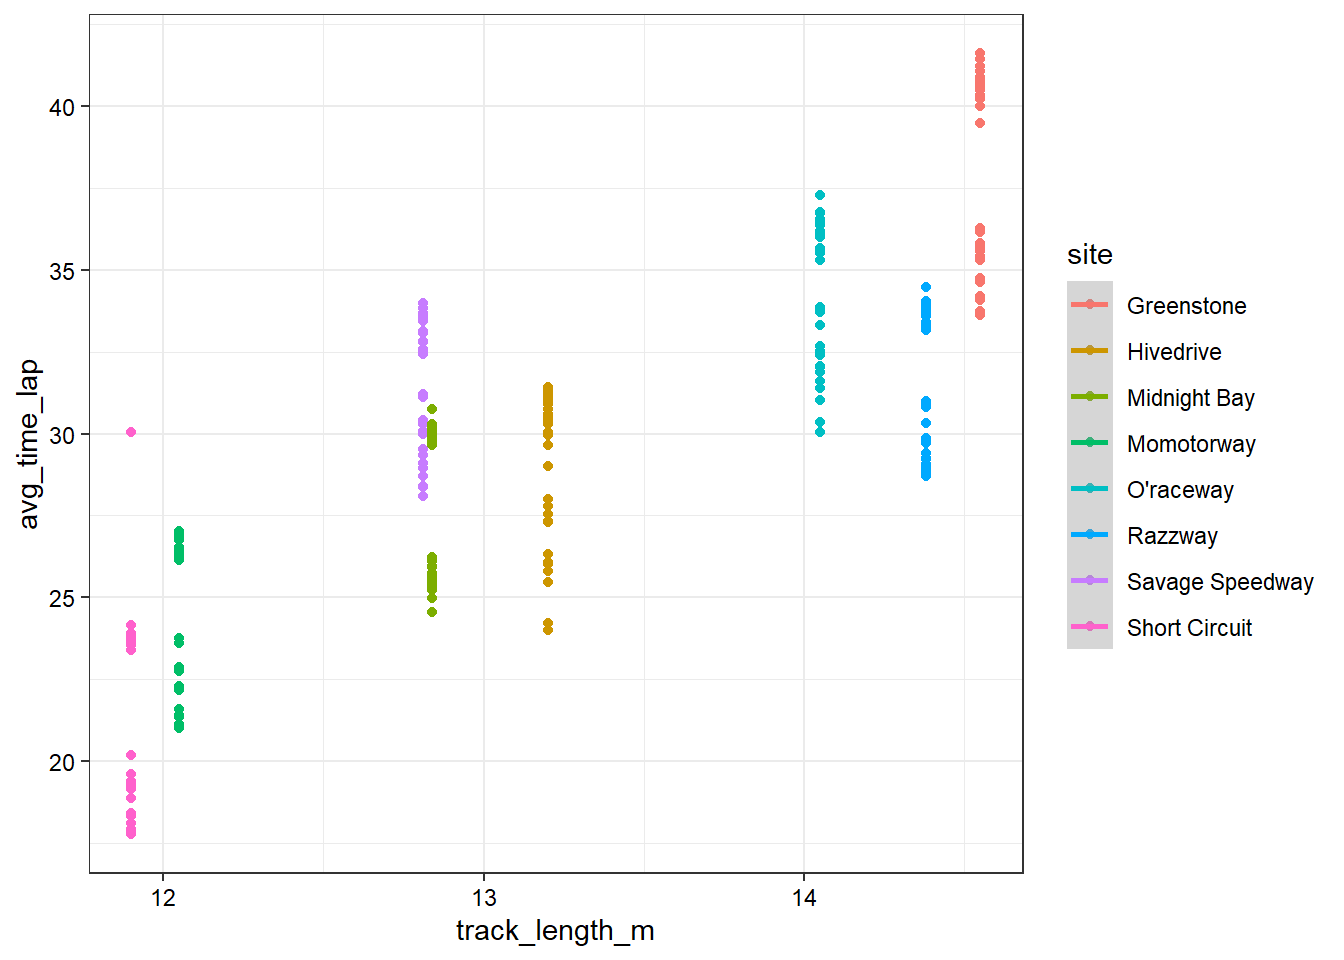 40
35
30
25
20
avg_time_lap
12
13
14
track_length_m
site
Greenstone
Hivedrive
Midnight Bay
Momotorway
O'raceway
Razzway
Savage Speedway
Short Circuit